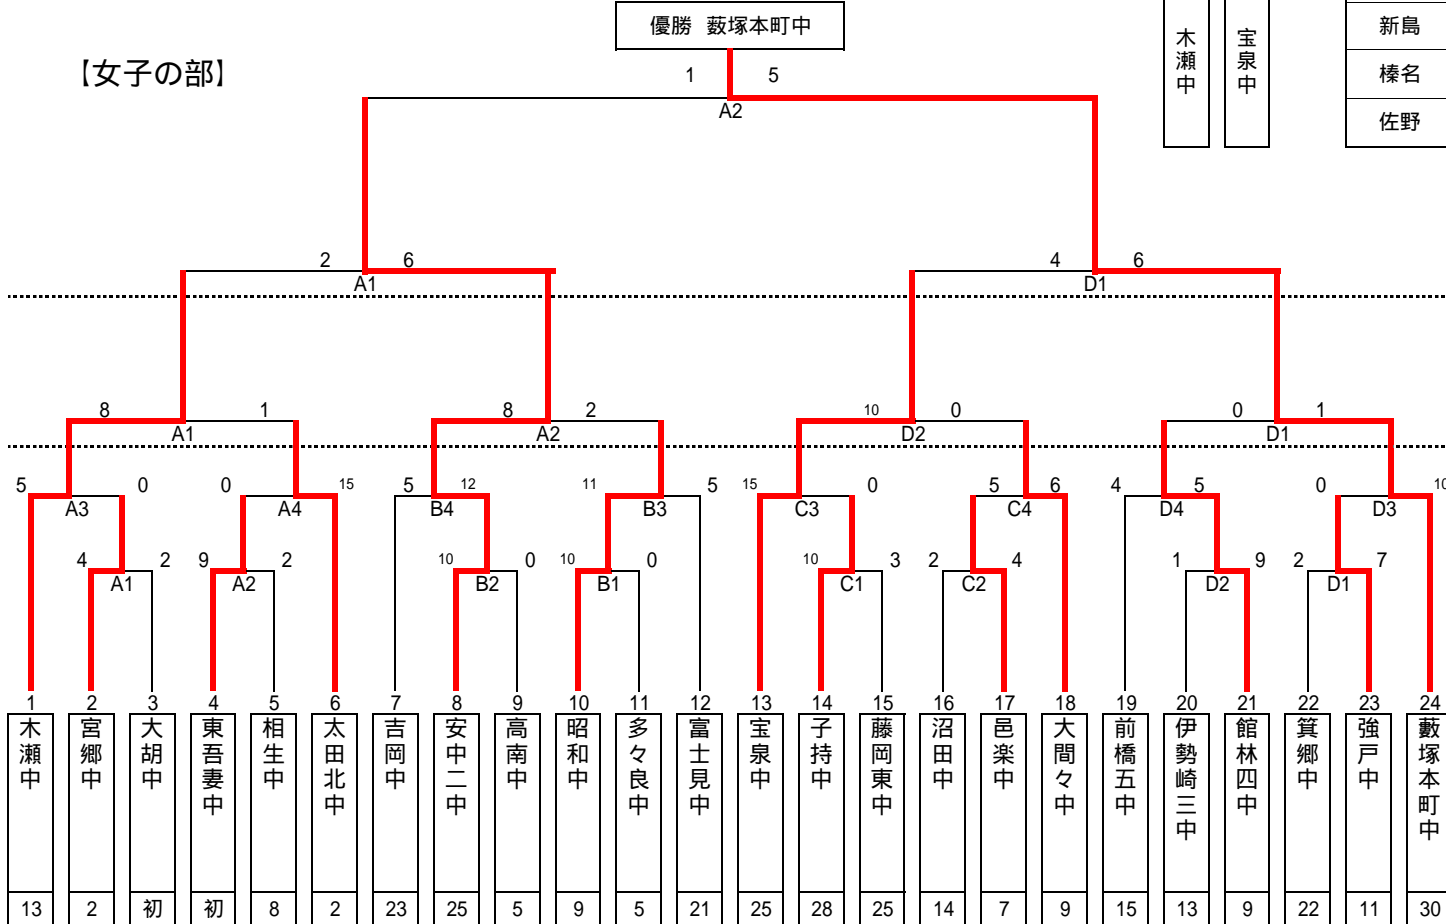 優勝 薮塚本町中
木瀬中
宝泉中
新島
榛名
佐野
【女子の部】
1 5
A2
2 6 4 6
A1 D1
8 1 8 2 10 0 0 1
A1 A2 D2 D1
5 0 0 15 5 12 11 5 15 0 5 6 4 5 0 10
A3 A4 B4 B3 C3 C4 D4 D3
4 2 9 2 10 0 10 0 10 3 2 4 1 9 2 7
A1 A2 B2 B1 C1 C2 D2 D1
1 2 3 4 5 6 7 8 9 10 11 12 13 14 15 16 17 18 19 20 21 22 23 24
木瀬中
宮郷中
大胡中
東吾妻中
相生中
太田北中
吉岡中
安中二中
高南中
昭和中
多々良中
富士見中
宝泉中
子持中
藤岡東中
沼田中
邑楽中
大間々中
前橋五中
伊勢崎三中
館林四中
箕郷中
強戸中
藪塚本町中
13 2 初 初 8 2 23 25 5 9 5 21 25 28 25 14 7 9 15 13 9 22 11 30